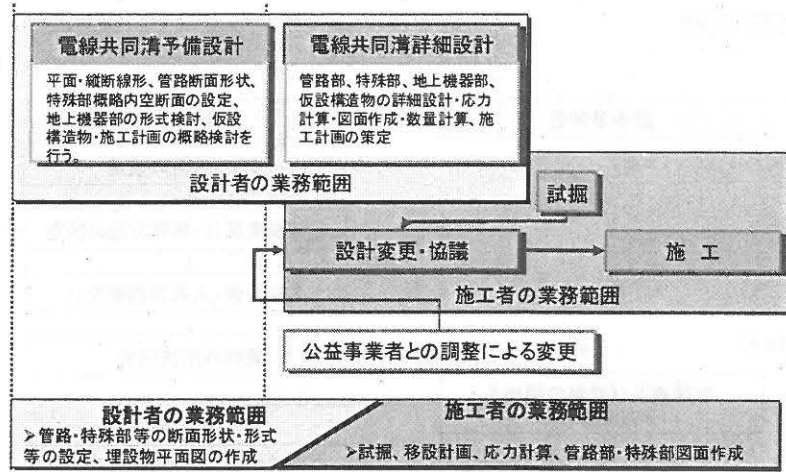 電線共同溝予備設計
平面・縦断線形、管路断面形状、
特殊部概略内空断面の設定、
地上機器部の形式検討、仮設
構造物・施工計画の概略検討を
行う。
電線共同溝詳細設計
管路部、特殊部、地上機器部、
仮設構造物の詳細設計・応力
計算・図面作成・数量計算、施
工計画の策定
設計者の業務範囲
試掘
設計変更・協議
施 工
施工者の業務範囲
公益事業者との調整による変更
設計者の業務範囲
➢管路・特殊部等の断面形状・形式
等の設定、埋設物平面図の作成
施工者の業務範囲
➢試掘、移設計画、応力計算、管路部・特殊部図面作成